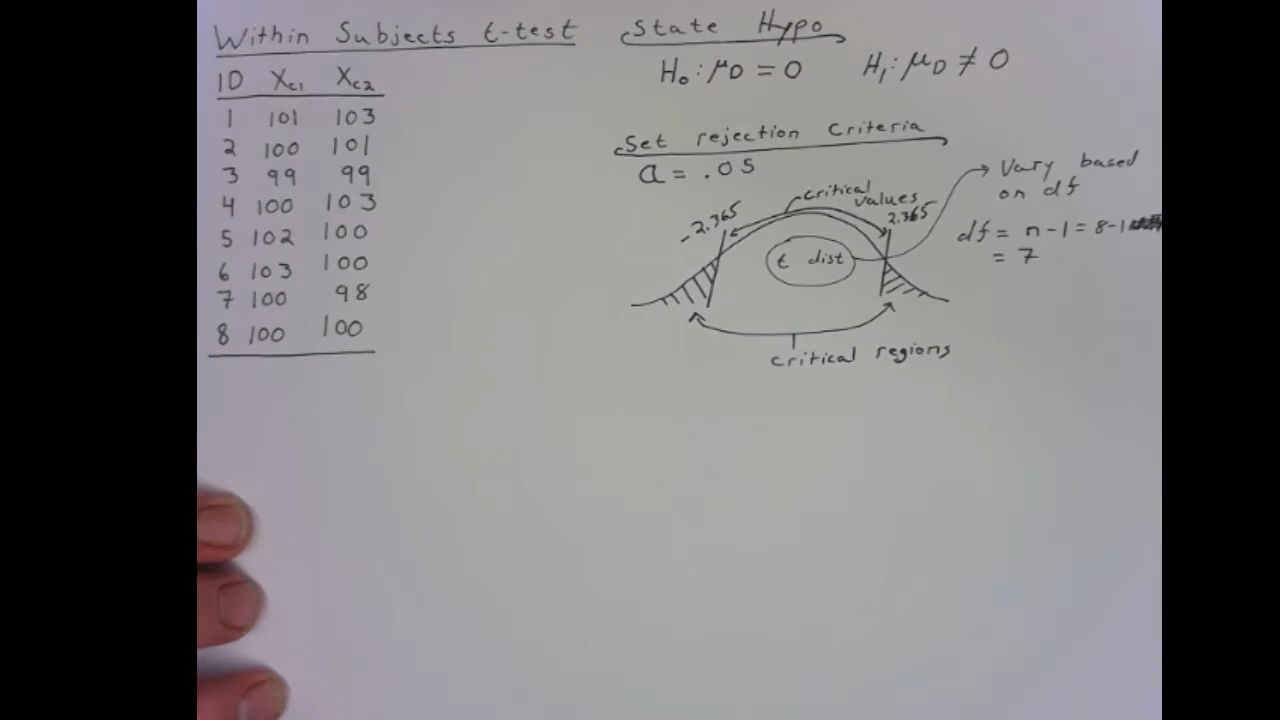 Within Subjects t-test
ID Xc1 Xc2
1 101 103
2 100 101
3 99 99
4 100 103
5 102 100
6 103 100
7 100 98
8 100 100
State Hypo
H₀: μD = 0 H₁: μD ≠ 0
Set rejection Criteria
α = .05
critical
values
-2.365
2.365
t dist
Vary based
on df
df = n-1 = 8-1
= 7
critical regions